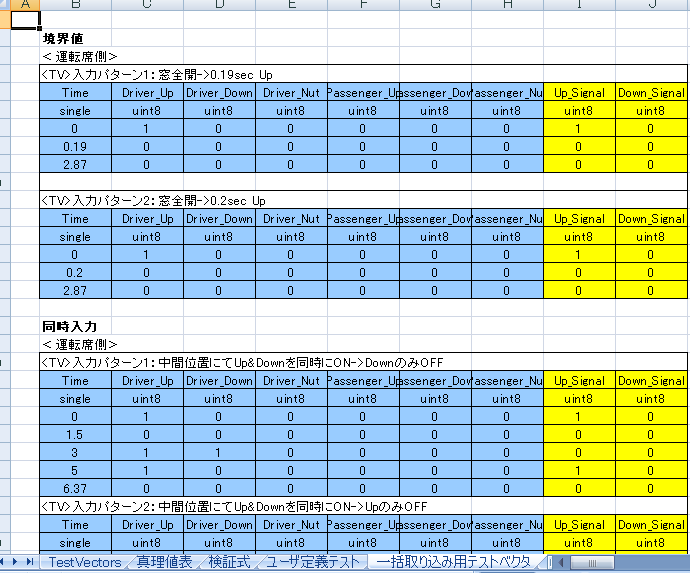 A B C D E F G H I J
境界値
＜運転席側＞
<TV>入力パターン1：窓全開->0.19sec Up
Time Driver_Up Driver_Down Driver_Nut Passenger_Up assenger_Dow assenger_Nu Up_Signal Down_Signal
single uint8 uint8 uint8 uint8 uint8 uint8 uint8 uint8
0 1 0 0 0 0 0 1 0
0.19 0 0 0 0 0 0 0 0
2.87 0 0 0 0 0 0 0 0
<TV>入力パターン2：窓全開->0.2sec Up
Time Driver_Up Driver_Down Driver_Nut Passenger_Up assenger_Dow assenger_Nu Up_Signal Down_Signal
single uint8 uint8 uint8 uint8 uint8 uint8 uint8 uint8
0 1 0 0 0 0 0 1 0
0.2 0 0 0 0 0 0 0 0
2.87 0 0 0 0 0 0 0 0
同時入力
＜運転席側＞
<TV>入力パターン1：中間位置にてUp&Downを同時にON->DownのみOFF
Time Driver_Up Driver_Down Driver_Nut Passenger_Up assenger_Dow assenger_Nu Up_Signal Down_Signal
single uint8 uint8 uint8 uint8 uint8 uint8 uint8 uint8
0 1 0 0 0 0 0 1 0
1.5 0 0 0 0 0 0 0 0
3 1 1 0 0 0 0 0 0
5 1 0 0 0 0 0 1 0
6.37 0 0 0 0 0 0 0 0
<TV>入力パターン2：中間位置にてUp&Downを同時にON->UpのみOFF
Time Driver_Up Driver_Down Driver_Nut Passenger_Up assenger_Dow assenger_Nu Up_Signal Down_Signal
single uint8 uint8 uint8 uint8 uint8 uint8 uint8 uint8
TestVectors 真理値表 検証式 ユーザ定義テスト 一括取り込み用テストベクタ